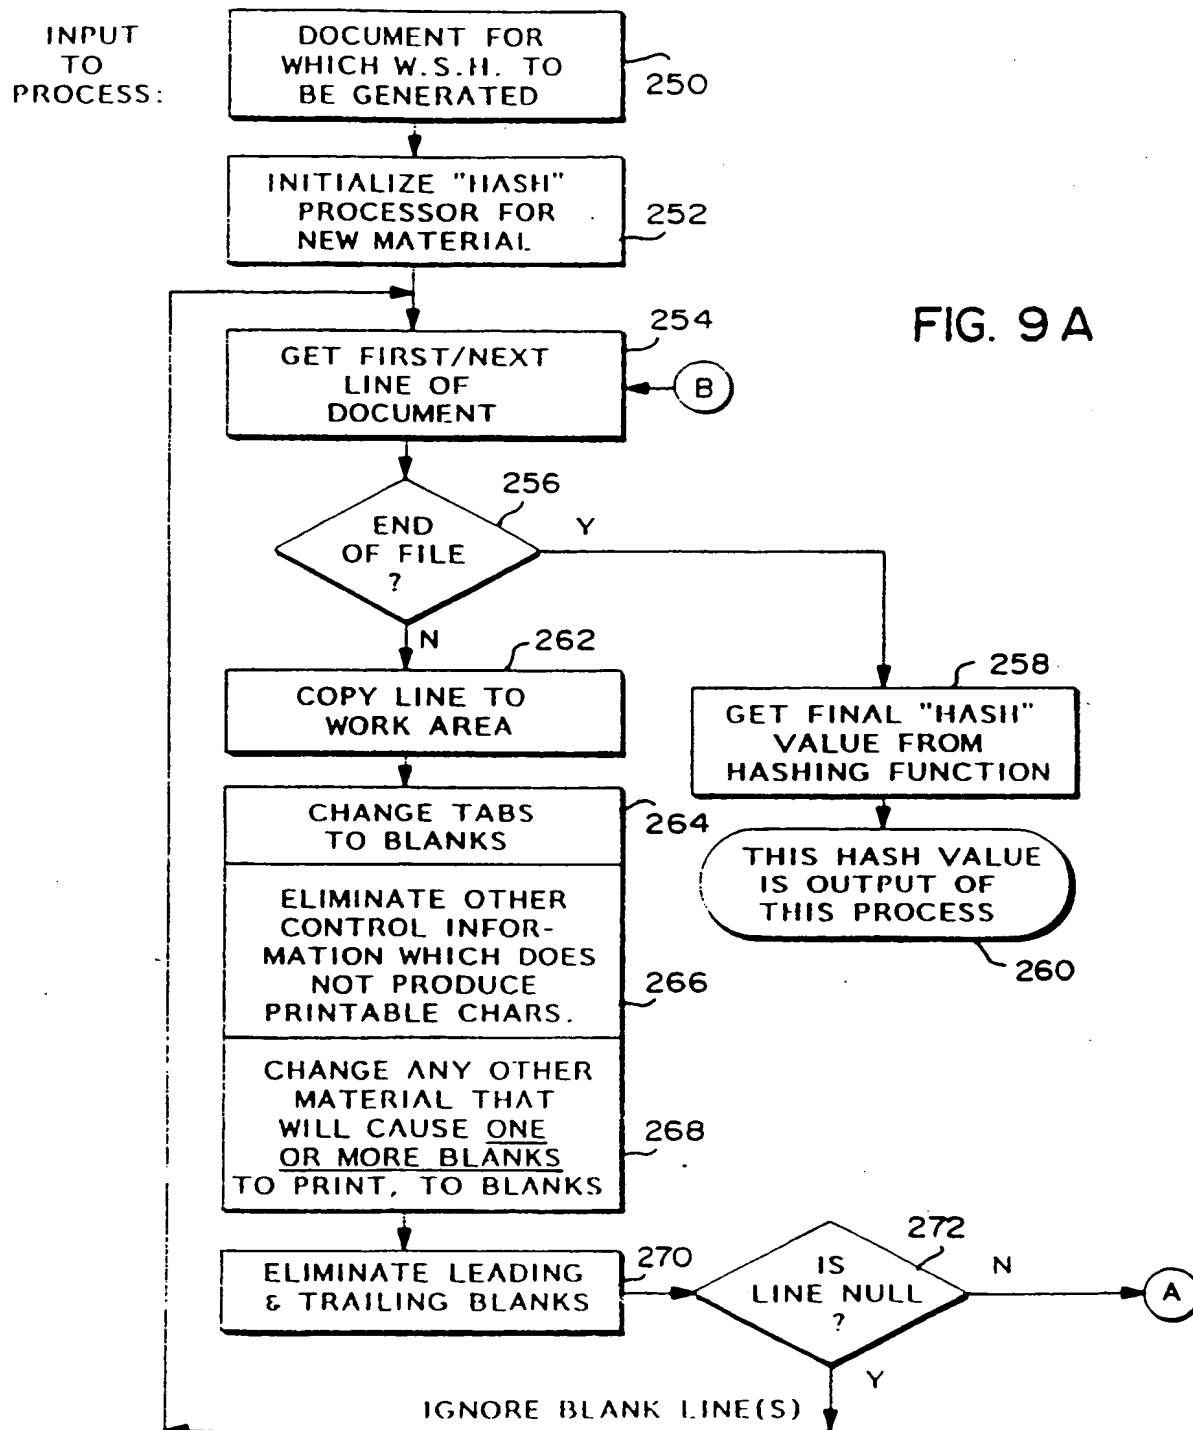 INPUT
TO
PROCESS:
DOCUMENT FOR
WHICH W.S.H. TO
BE GENERATED
250
INITIALIZE "HASH"
PROCESSOR FOR
NEW MATERIAL
252
FIG. 9A
254
GET FIRST/NEXT
LINE OF
DOCUMENT
B
256
END
OF FILE
?
Y
N
262
COPY LINE TO
WORK AREA
258
GET FINAL "HASH"
VALUE FROM
HASHING FUNCTION
CHANGE TABS
TO BLANKS
264
THIS HASH VALUE
IS OUTPUT OF
THIS PROCESS
260
ELIMINATE OTHER
CONTROL INFOR-
MATION WHICH DOES
NOT PRODUCE
PRINTABLE CHARS.
266
CHANGE ANY OTHER
MATERIAL THAT
WILL CAUSE ONE
OR MORE BLANKS
TO PRINT, TO BLANKS
268
ELIMINATE LEADING
& TRAILING BLANKS
270
272
IS
LINE NULL
?
N
A
Y
IGNORE BLANK LINE(S)